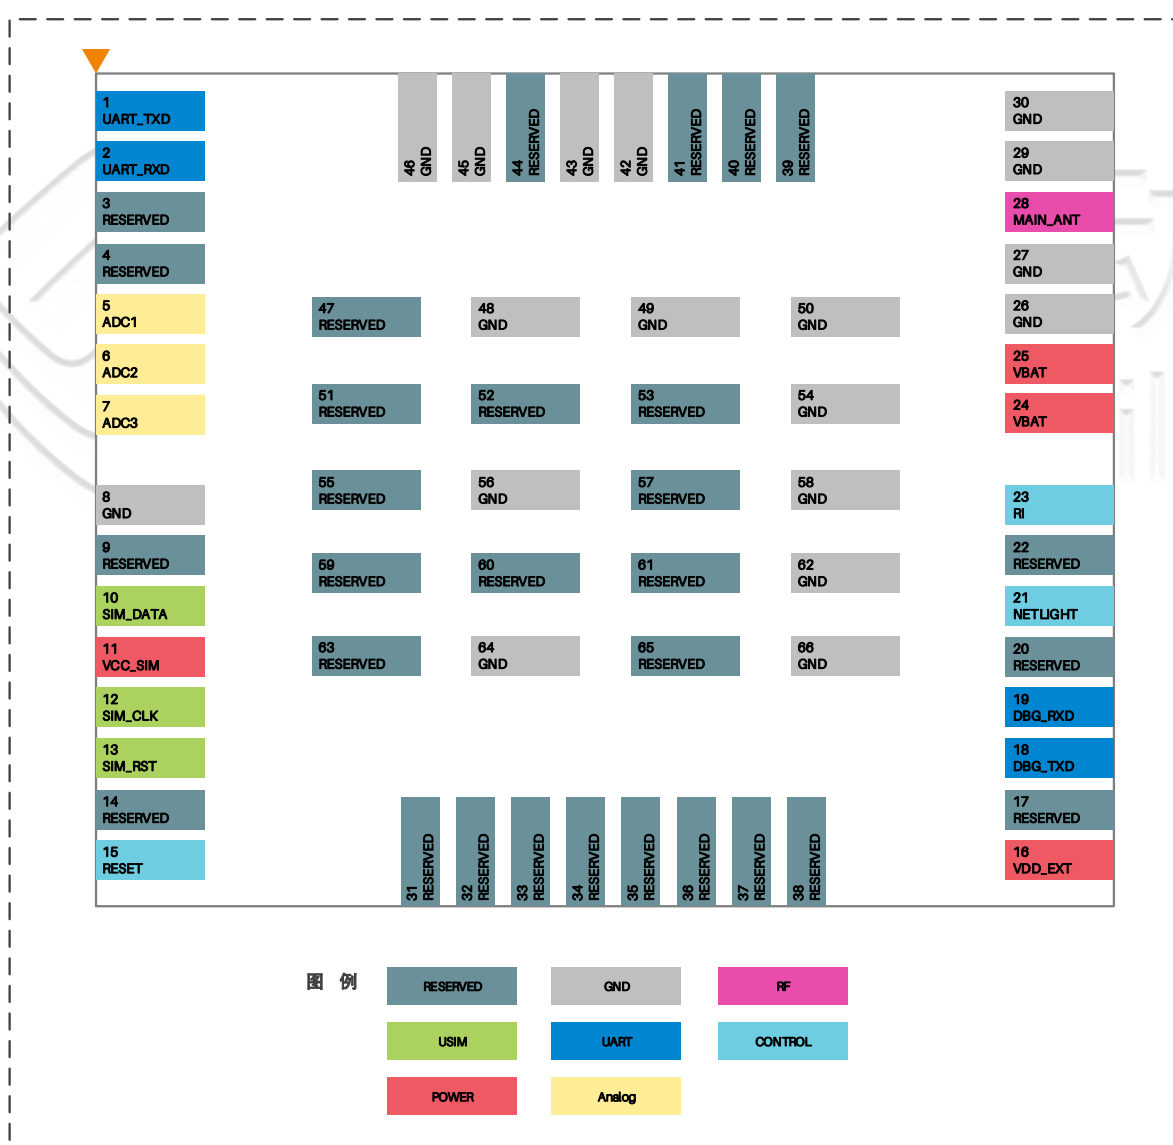 1
UART_TXD
2
UART_RXD
3
RESERVED
4
RESERVED
5
ADC1
6
ADC2
7
ADC3
8
GND
9
RESERVED
10
SIM_DATA
11
VCC_SIM
12
SIM_CLK
13
SIM_RST
14
RESERVED
15
RESET
46
GND
45
GND
44
RESERVED
43
GND
42
GND
41
RESERVED
40
RESERVED
39
RESERVED
47
RESERVED
48
GND
49
GND
50
GND
51
RESERVED
52
RESERVED
53
RESERVED
54
GND
55
RESERVED
56
GND
57
RESERVED
58
GND
59
RESERVED
60
RESERVED
61
RESERVED
62
GND
63
RESERVED
64
GND
65
RESERVED
66
GND
31
RESERVED
32
RESERVED
33
RESERVED
34
RESERVED
35
RESERVED
36
RESERVED
37
RESERVED
38
RESERVED
30
GND
29
GND
28
MAIN_ANT
27
GND
26
GND
25
VBAT
24
VBAT
23
RI
22
RESERVED
21
NETLIGHT
20
RESERVED
19
DBG_RXD
18
DBG_TXD
17
RESERVED
16
VDD_EXT
图 例
RESERVED
GND
RF
USIM
UART
CONTROL
POWER
Analog